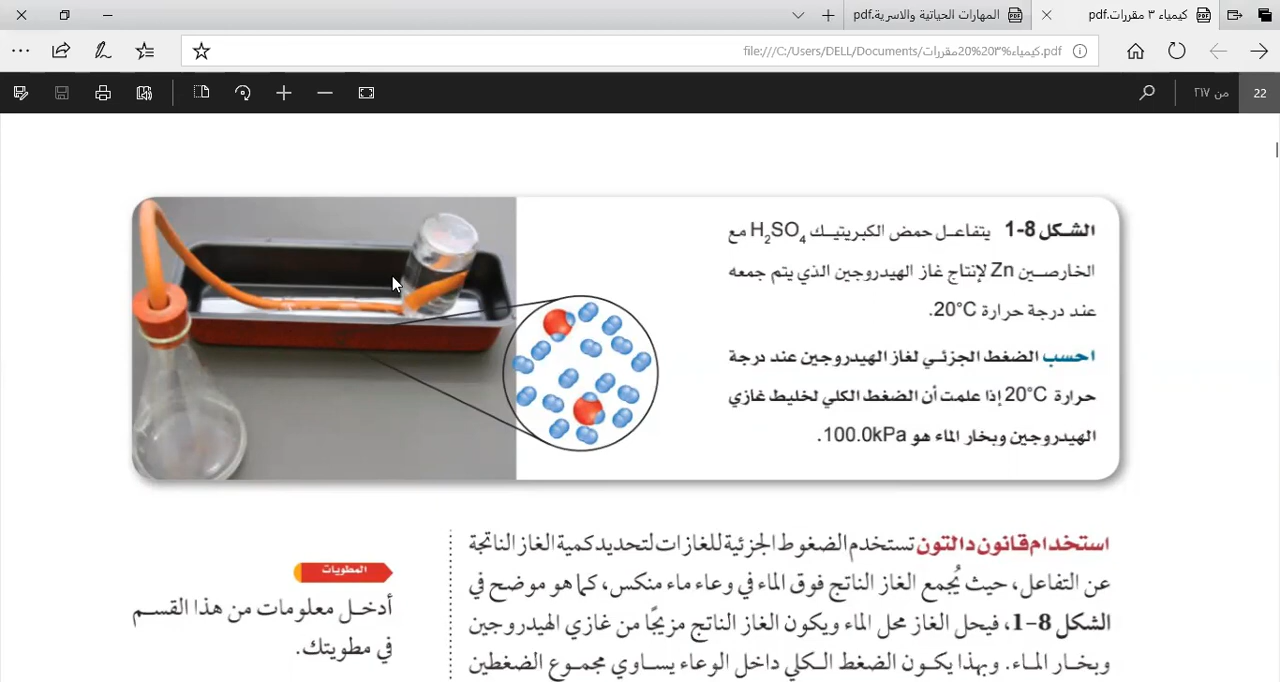 كيمياء ٣ مقررات.pdf
المهارات الحياتية والاسرية.pdf
file:///C:/Users/DELL/Documents/كيمياء%20٣%20مقررات.pdf
22
من ٢١٧
الشكل 8-1 يتفاعل حمض الكبريتيك H₂SO₄ مع
الخارصين Zn لإنتاج غاز الهيدروجين الذي يتم جمعه
عند درجة حرارة 20°C.
احسب الضغط الجزئي لغاز الهيدروجين عند درجة
حرارة 20°C إذا علمت أن الضغط الكلي لخليط غازي
الهيدروجين وبخار الماء هو 100.0kPa.
استخدام قانون دالتون تستخدم الضغوط الجزئية للغازات لتحديد كمية الغاز الناتجة
عن التفاعل، حيث يُجمع الغاز الناتج فوق الماء في وعاء ماء منكس، كما هو موضح في
الشكل 8-1، فيحل الغاز محل الماء ويكون الغاز الناتج مزيجًا من غازي الهيدروجين
وبخار الماء. وبهذا يكون الضغط الكلي داخل الوعاء يساوي مجموع الضغطين
المطويات
أدخل معلومات من هذا القسم
في مطويتك.